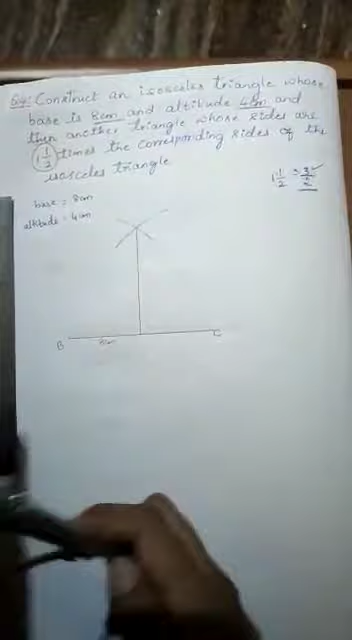 Q4: Construct an isosceles triangle whose
base is 8cm and altitude 4cm and
then another triangle whose sides are
1 1/2 times the corresponding sides of the
isosceles triangle
1 1/2 = 3/2
base = 8cm
altitude = 4cm
B 8cm C